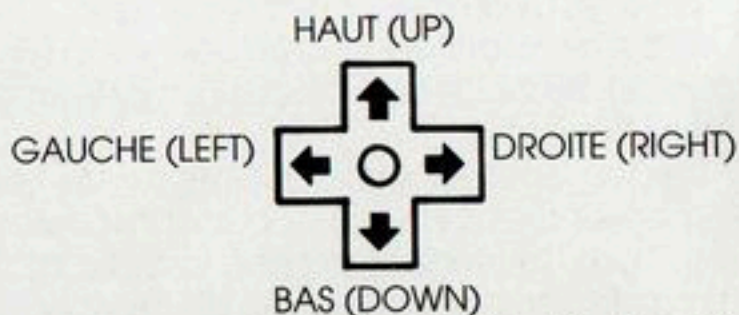 HAUT (UP)
GAUCHE (LEFT)
DROITE (RIGHT)
BAS (DOWN)